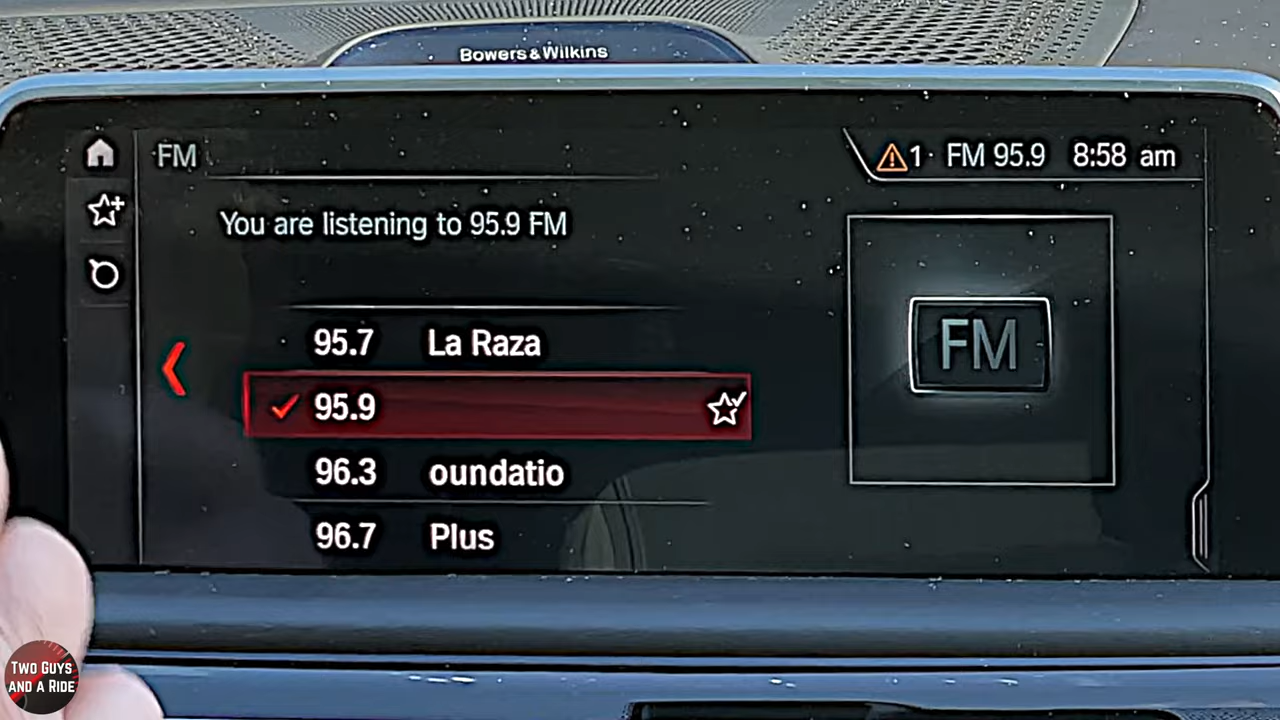 Bowers & Wilkins
FM
1 FM 95.9 8:58 am
You are listening to 95.9 FM
95.7 La Raza
95.9
96.3 oundatio
96.7 Plus
FM
TWO GUYS
AND A RIDE